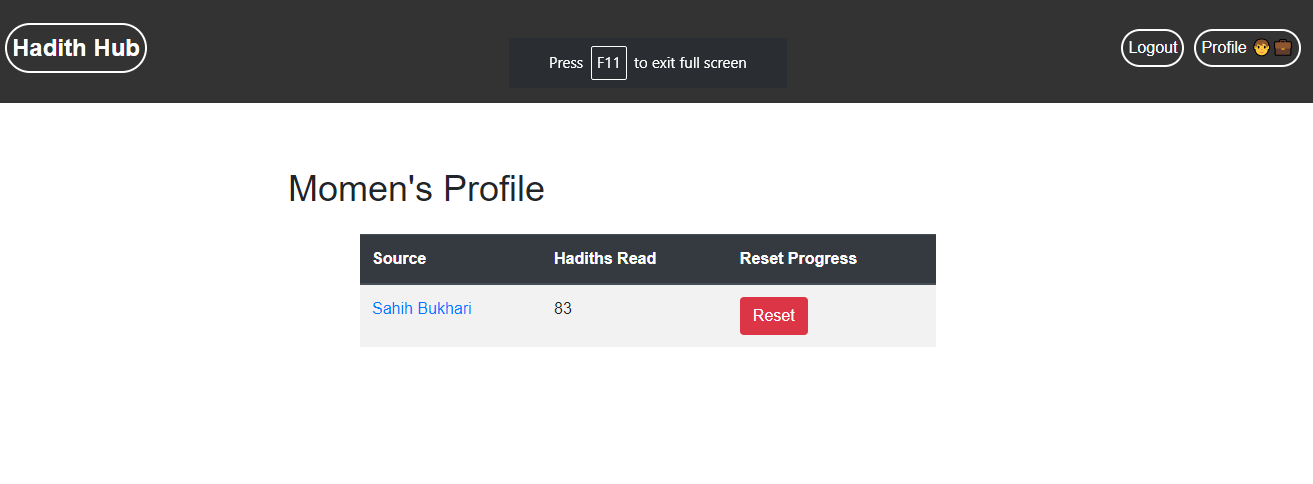 Hadith Hub
Press F11 to exit full screen
Logout
Profile
Momen's Profile
Source Hadiths Read Reset Progress
Sahih Bukhari 83 Reset